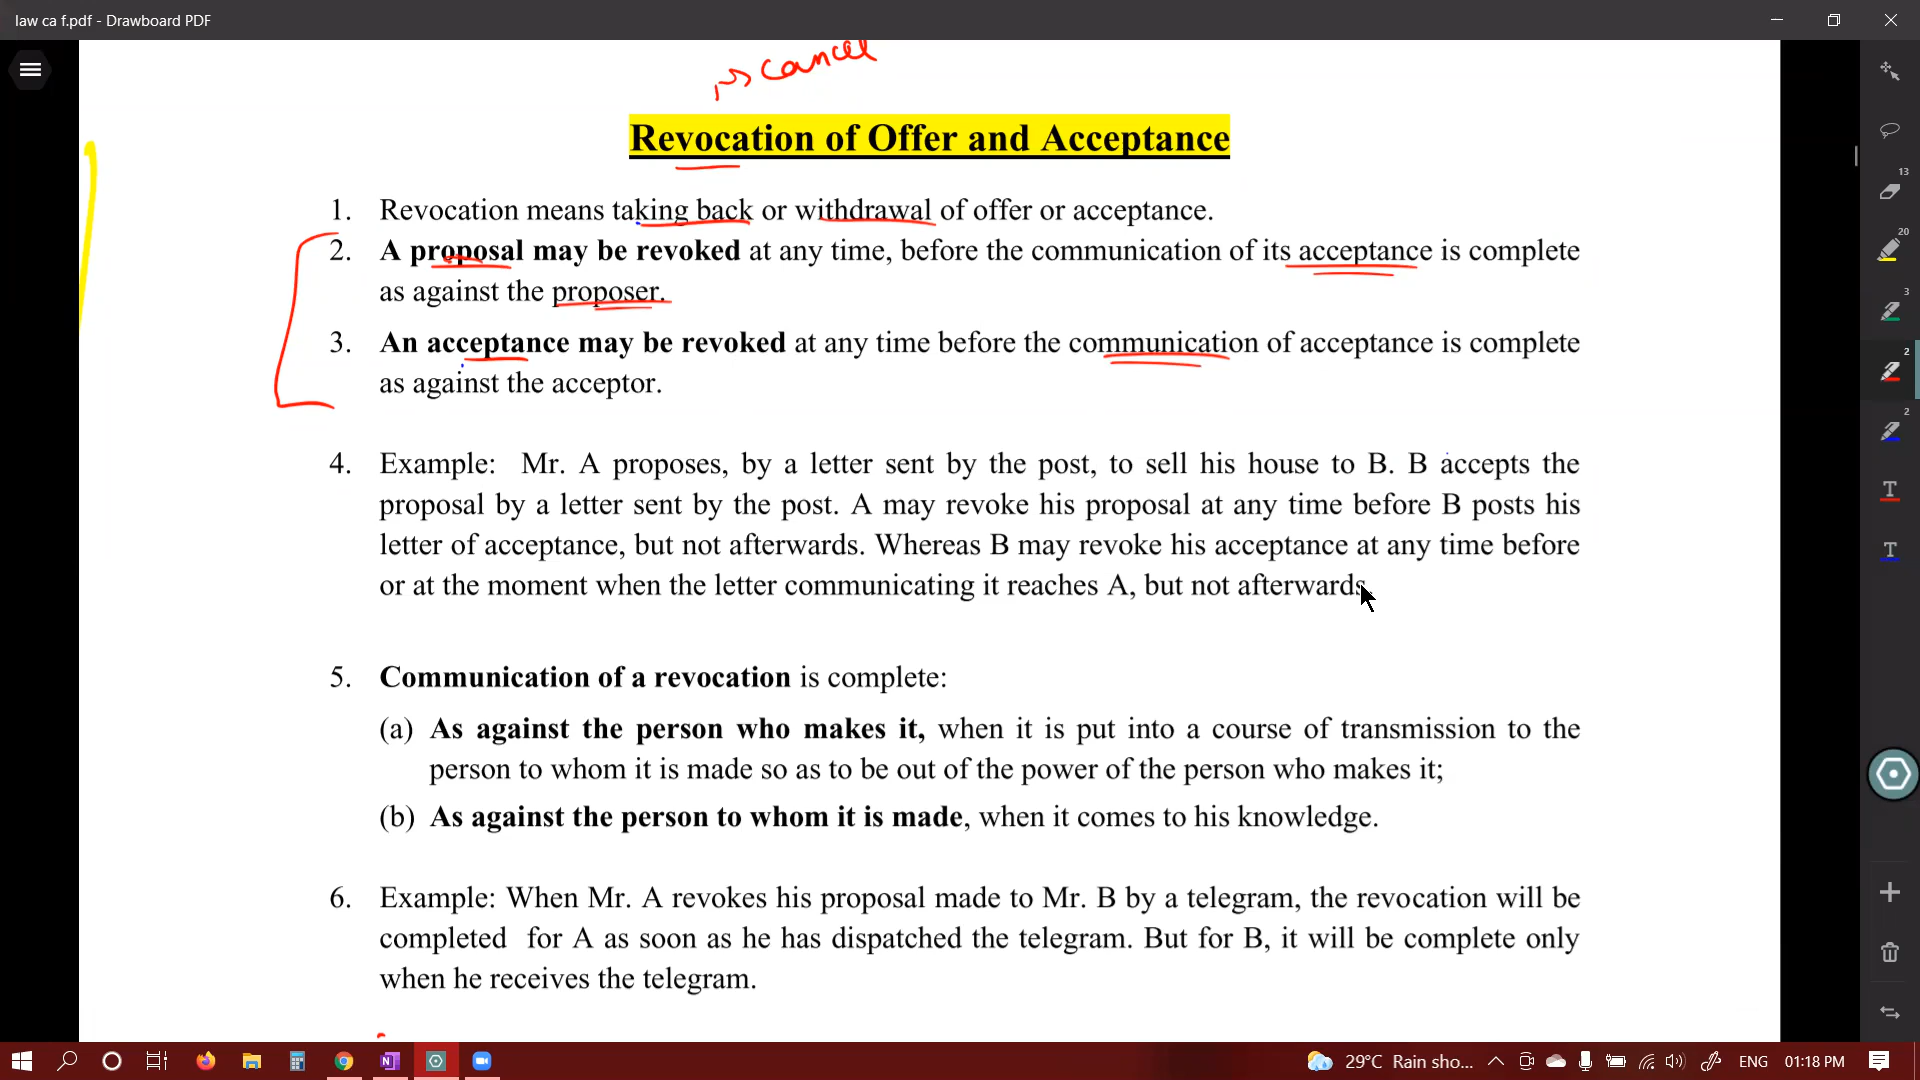 law ca f.pdf - Drawboard PDF
cancel
Revocation of Offer and Acceptance
1. Revocation means taking back or withdrawal of offer or acceptance.
2. A proposal may be revoked at any time, before the communication of its acceptance is complete
as against the proposer.
3. An acceptance may be revoked at any time before the communication of acceptance is complete
as against the acceptor.
4. Example: Mr. A proposes, by a letter sent by the post, to sell his house to B. B accepts the
proposal by a letter sent by the post. A may revoke his proposal at any time before B posts his
letter of acceptance, but not afterwards. Whereas B may revoke his acceptance at any time before
or at the moment when the letter communicating it reaches A, but not afterwards.
5. Communication of a revocation is complete:
(a) As against the person who makes it, when it is put into a course of transmission to the
person to whom it is made so as to be out of the power of the person who makes it;
(b) As against the person to whom it is made, when it comes to his knowledge.
6. Example: When Mr. A revokes his proposal made to Mr. B by a telegram, the revocation will be
completed for A as soon as he has dispatched the telegram. But for B, it will be complete only
when he receives the telegram.
13
20
3
2
2
T
T
29°C Rain sho... ENG 01:18 PM